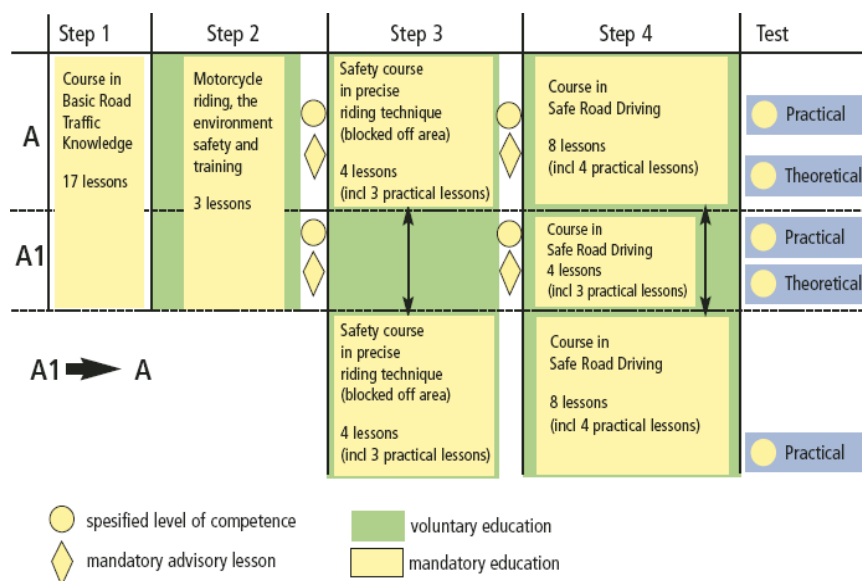 Step 1
Step 2
Step 3
Step 4
Test
A
Course in
Basic Road
Traffic
Knowledge
17 lessons
Motorcycle
riding, the
environment
safety and
training
3 lessons
Safety course
in precise
riding technique
(blocked off area)
4 lessons
(incl 3 practical lessons)
Course in
Safe Road Driving
8 lessons
(incl 4 practical lessons)
Practical
Theoretical
A1
Course in
Safe Road Driving
4 lessons
(incl 3 practical lessons)
Practical
Theoretical
A1 A
Safety course
in precise
riding technique
(blocked off area)
4 lessons
(incl 3 practical lessons)
Course in
Safe Road Driving
8 lessons
(incl 4 practical lessons)
Practical
spesified level of competence
voluntary education
mandatory advisory lesson
mandatory education